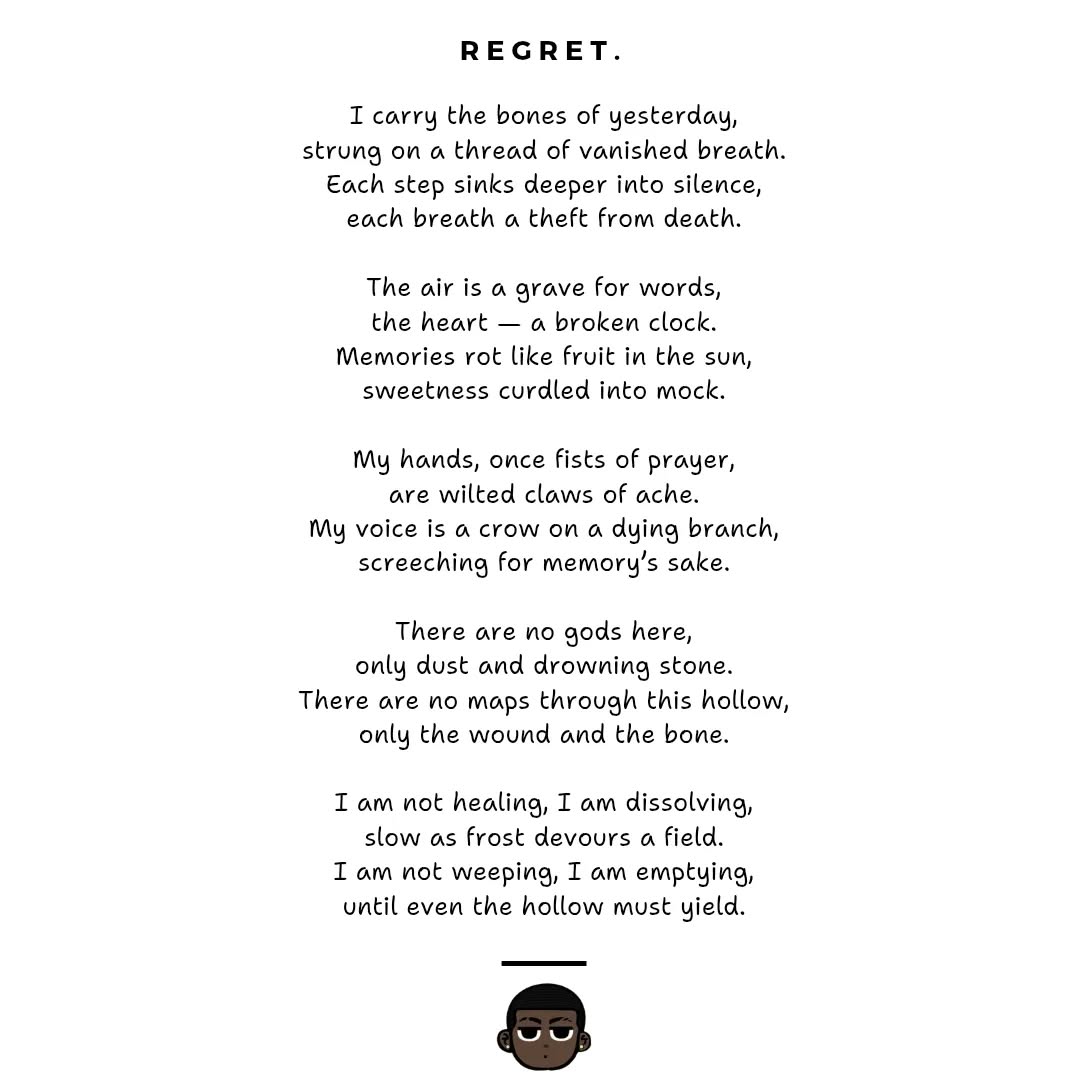 REGRET.
I carry the bones of yesterday,
strung on a thread of vanished breath.
Each step sinks deeper into silence,
each breath a theft from death.
The air is a grave for words,
the heart — a broken clock.
Memories rot like fruit in the sun,
sweetness curdled into mock.
My hands, once fists of prayer,
are wilted claws of ache.
My voice is a crow on a dying branch,
screeching for memory’s sake.
There are no gods here,
only dust and drowning stone.
There are no maps through this hollow,
only the wound and the bone.
I am not healing, I am dissolving,
slow as frost devours a field.
I am not weeping, I am emptying,
until even the hollow must yield.